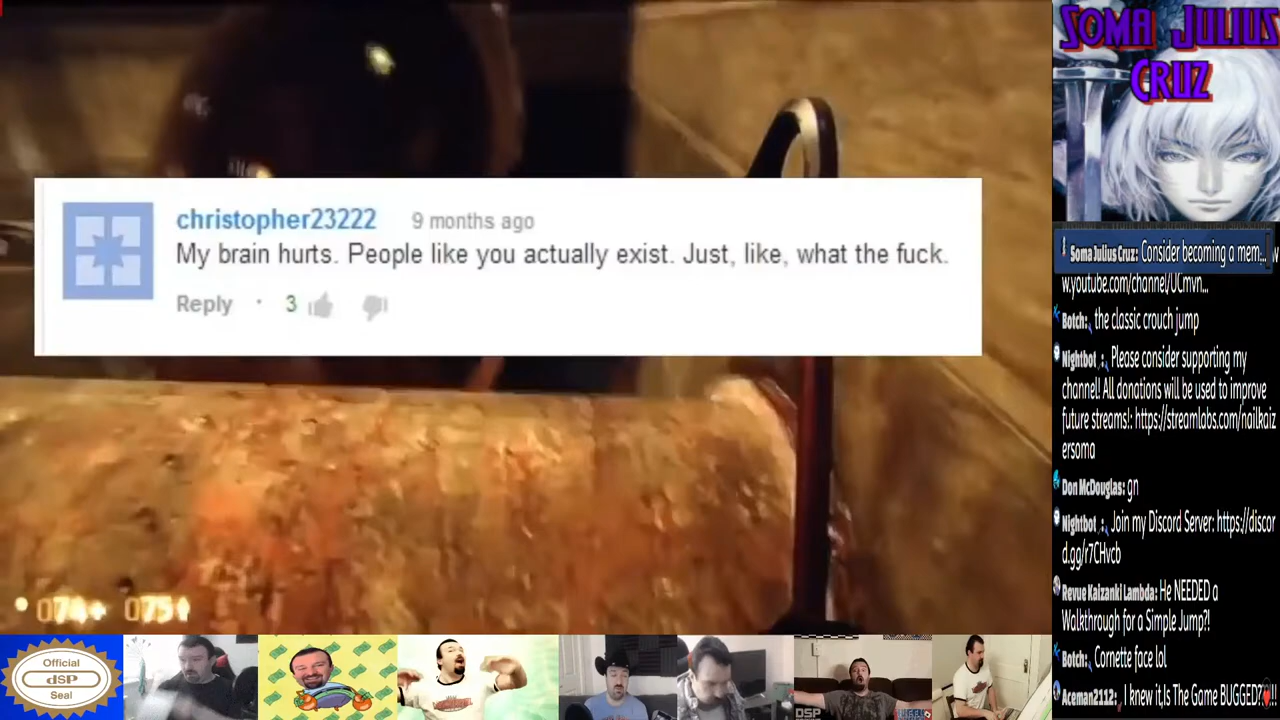 SOMA JULIUS
CRUZ
christopher23222 9 months ago
My brain hurts. People like you actually exist. Just, like, what the fuck.
Reply · 3
074+ 075
Soma Julius Cruz: Consider becoming a mem...
w.youtube.com/channel/UCmvn...
Botch: the classic crouch jump
Nightbot : Please consider supporting my
channel! All donations will be used to improve
future streams!: https://streamlabs.com/nailkaiz
ersoma
Don McDouglas: gn
Nightbot : Join my Discord Server: https://discor
d.gg/r7CHvcb
Revue Kaizanki Lambda: He NEEDED a
Walkthrough for a Simple Jump?!
Botch: Cornette face lol
Aceman2112: I knew it,Is The Game BUGGED??!!
Official
dSP
Seal
DSP